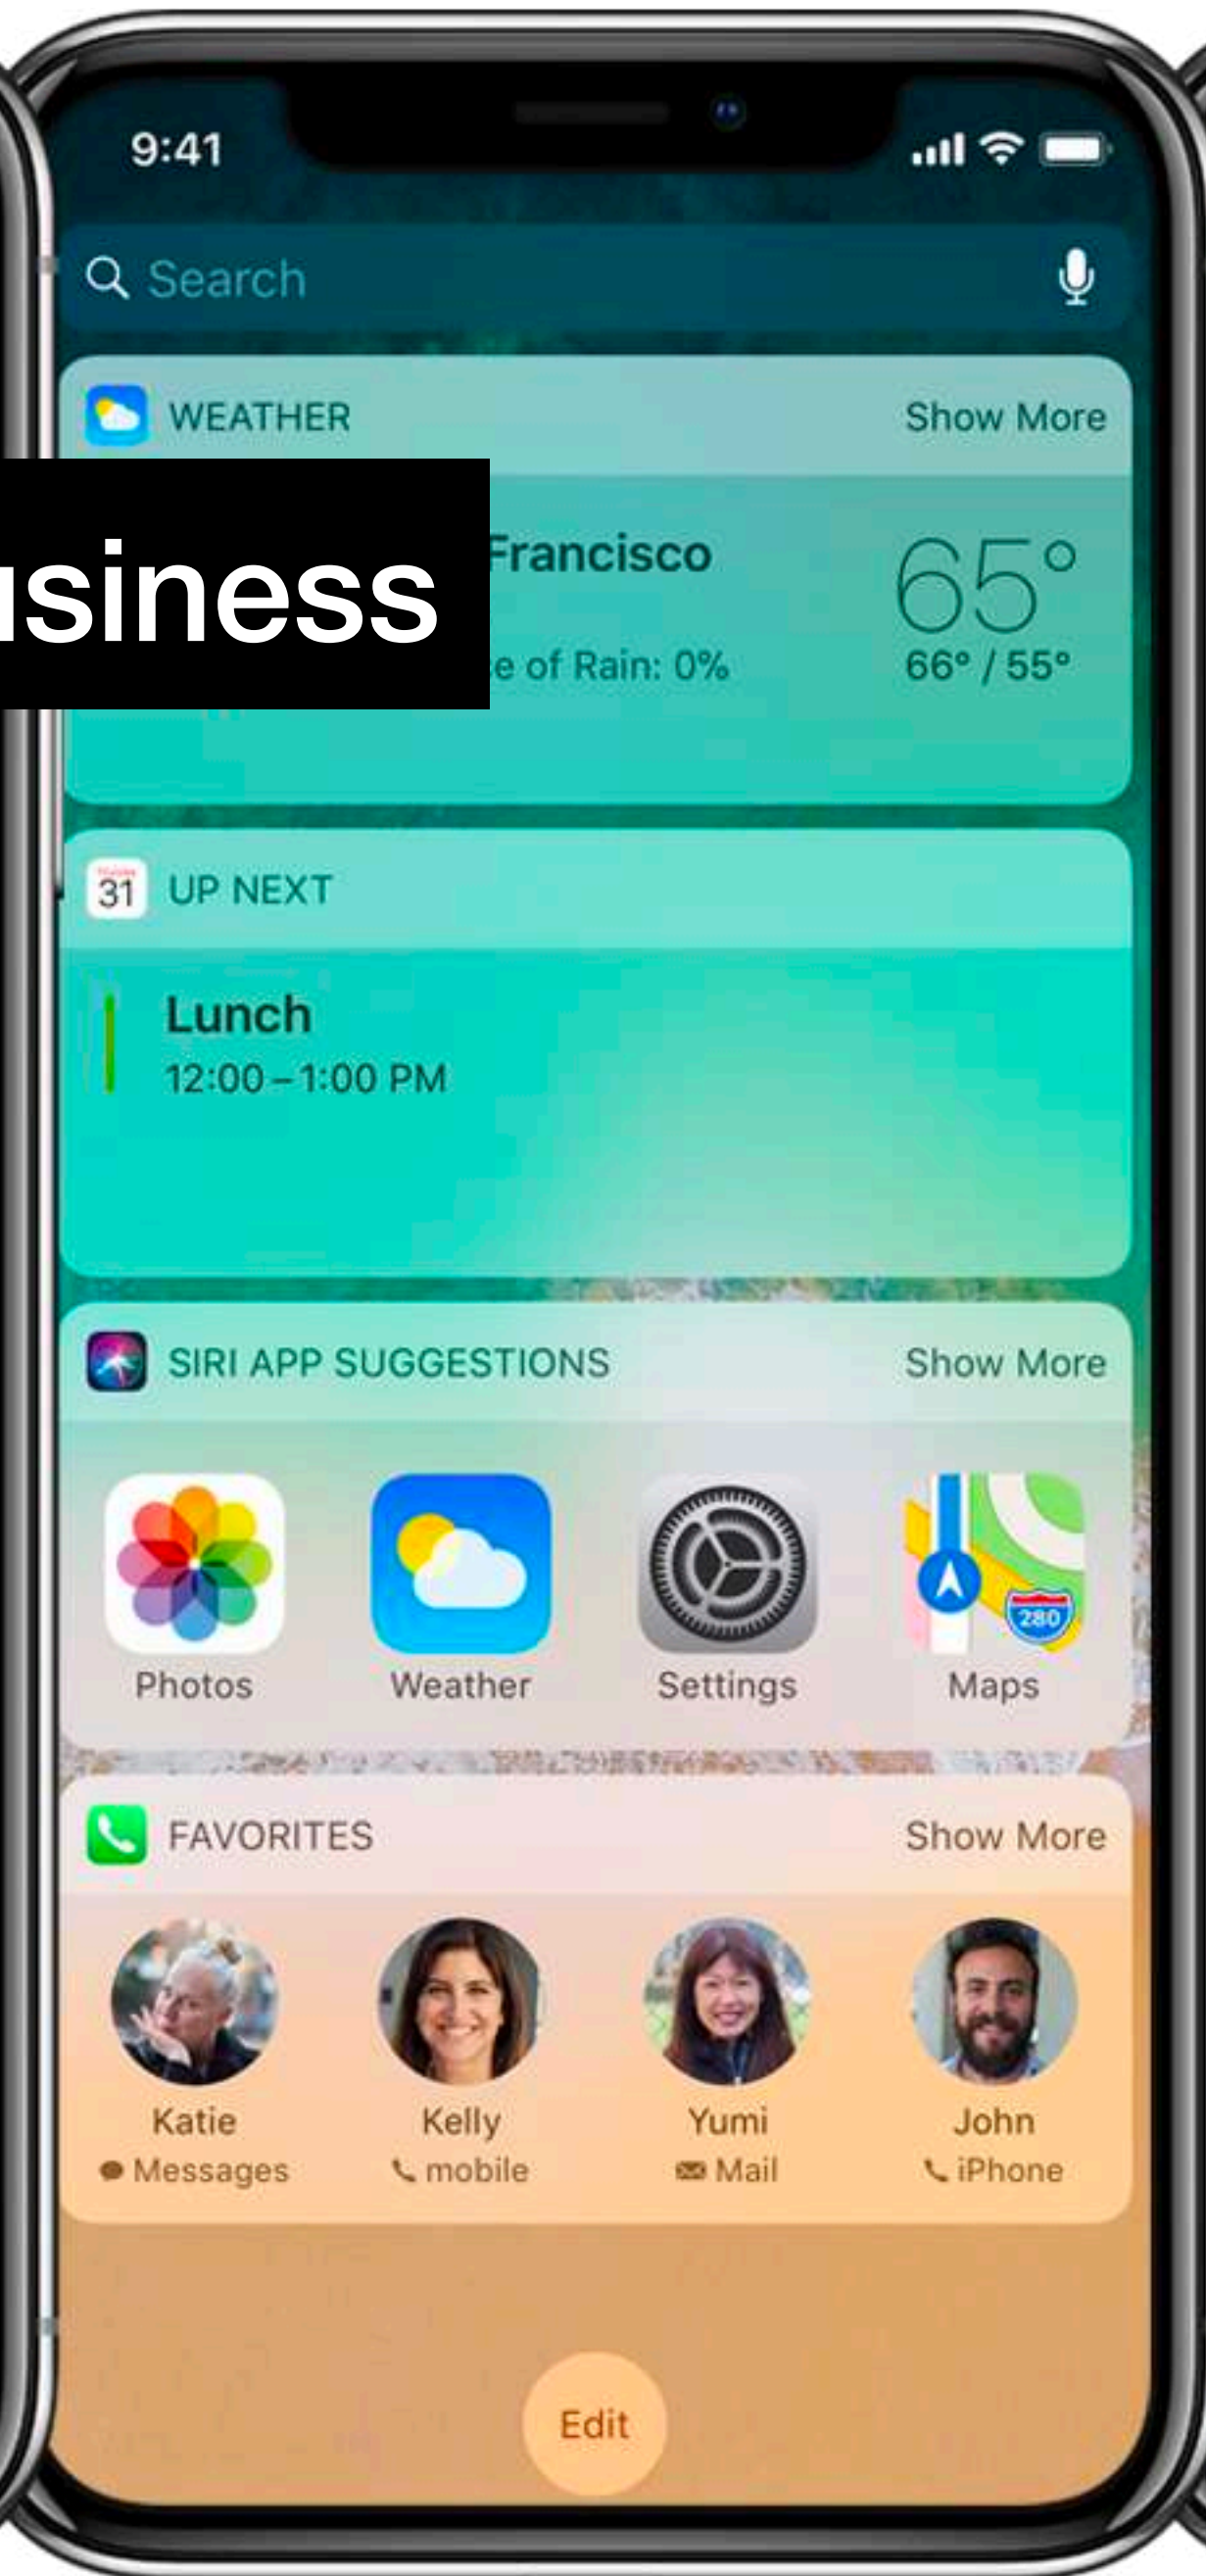 9:41
Search
WEATHER
Show More
Francisco
65°
usiness
e of Rain: 0%
66° / 55°
31
UP NEXT
Lunch
12:00 – 1:00 PM
SIRI APP SUGGESTIONS
Show More
280
Photos Weather Settings Maps
FAVORITES
Show More
Katie Kelly Yumi John
Messages mobile Mail iPhone
Edit